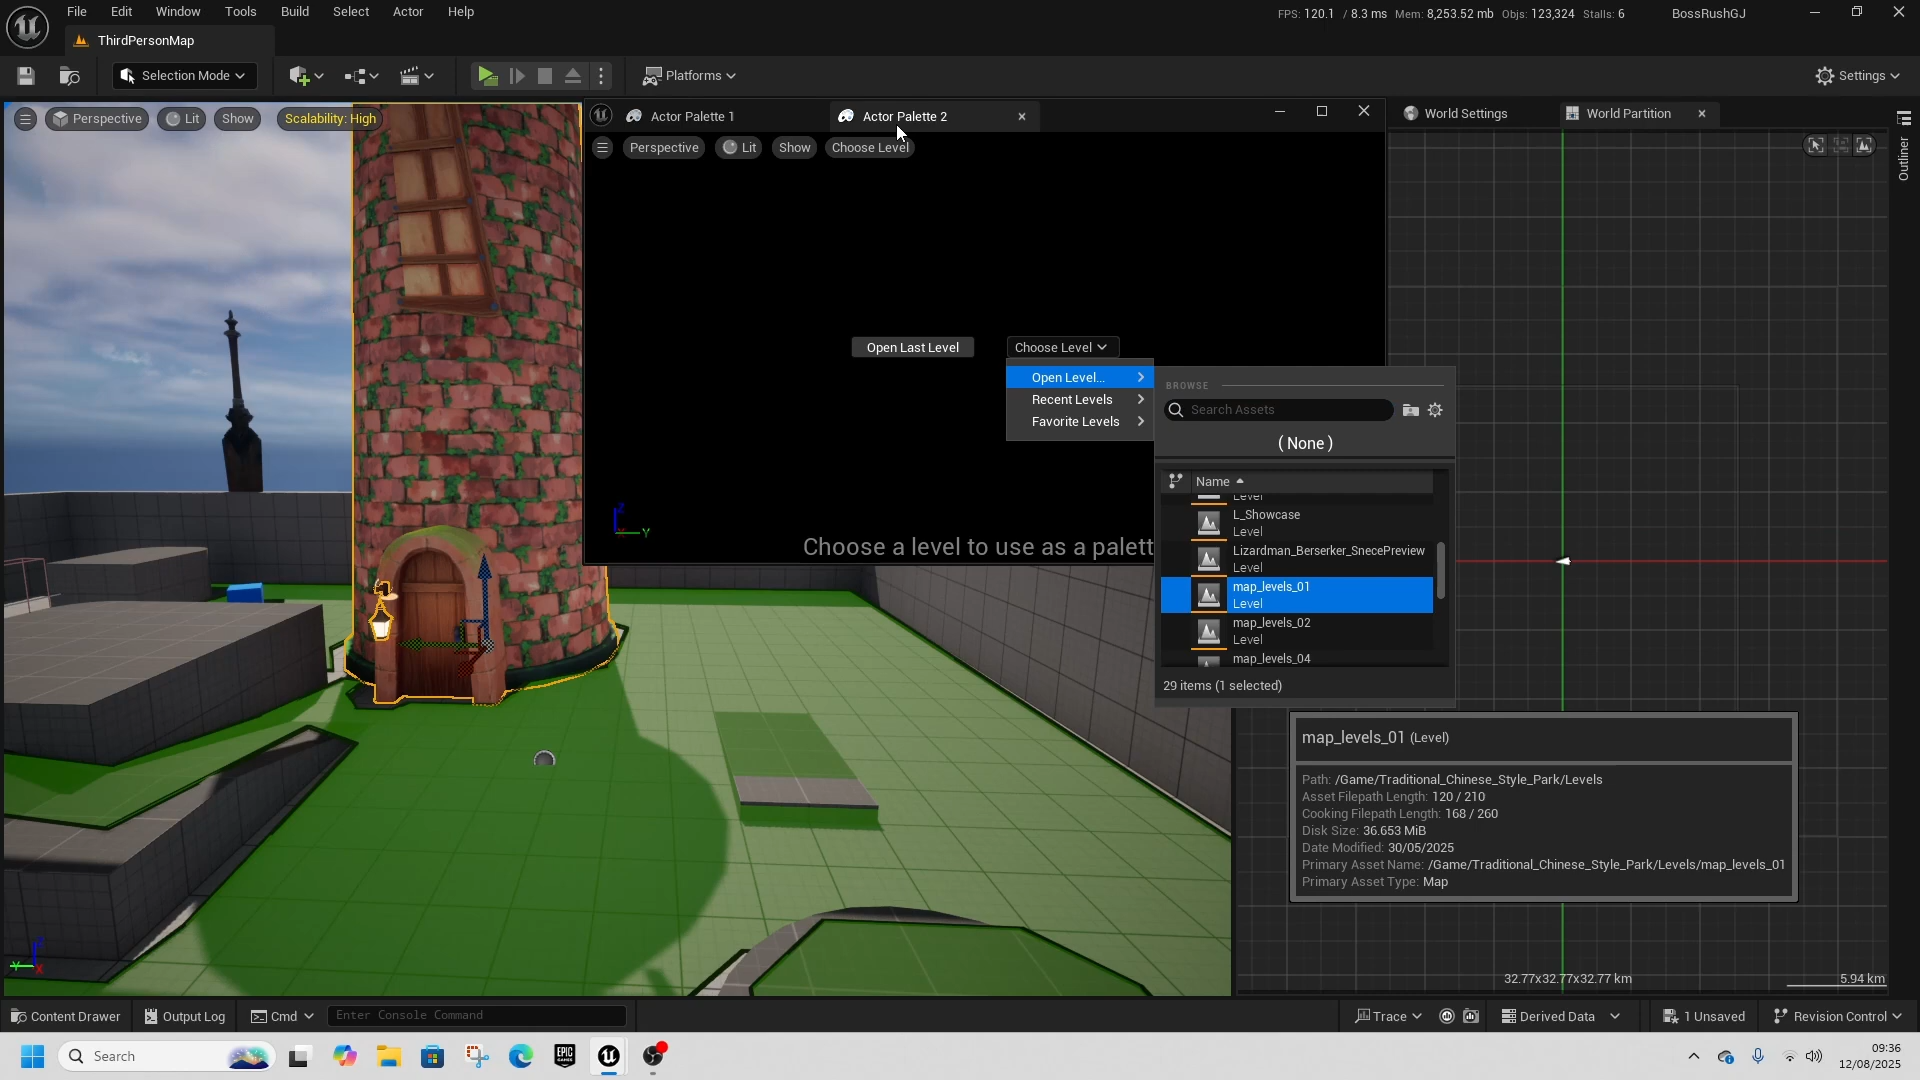 File Edit Window Tools Build Select Actor Help
FPS: 120.1 / 8.3 ms Mem: 8,253.52 mb Objs: 123,324 Stalls: 6 BossRushGJ
ThirdPersonMap
Selection Mode
Platforms
Settings
Perspective Lit Show Scalability: High
Actor Palette 1
Actor Palette 2
Perspective Lit Show Choose Level
World Settings
World Partition
Outliner
Open Last Level
Choose Level
Open Level...
Recent Levels
Favorite Levels
BROWSE
Search Assets
( None )
Name
Level
L_Showcase
Level
Lizardman_Berserker_SnecePreview
Level
map_levels_01
Level
map_levels_02
Level
map_levels_04
29 items (1 selected)
Z
X
Y
Choose a level to use as a palett
map_levels_01 (Level)
Path: /Game/Traditional_Chinese_Style_Park/Levels
Asset Filepath Length: 120 / 210
Cooking Filepath Length: 168 / 260
Disk Size: 36.653 MiB
Date Modified: 30/05/2025
Primary Asset Name: /Game/Traditional_Chinese_Style_Park/Levels/map_levels_01
Primary Asset Type: Map
Z
Y
X
32.77x32.77x32.77 km
5.94 km
Content Drawer Output Log Cmd Enter Console Command
Trace Derived Data 1 Unsaved Revision Control
Search
EPIC GAMES
09:36
12/08/2025